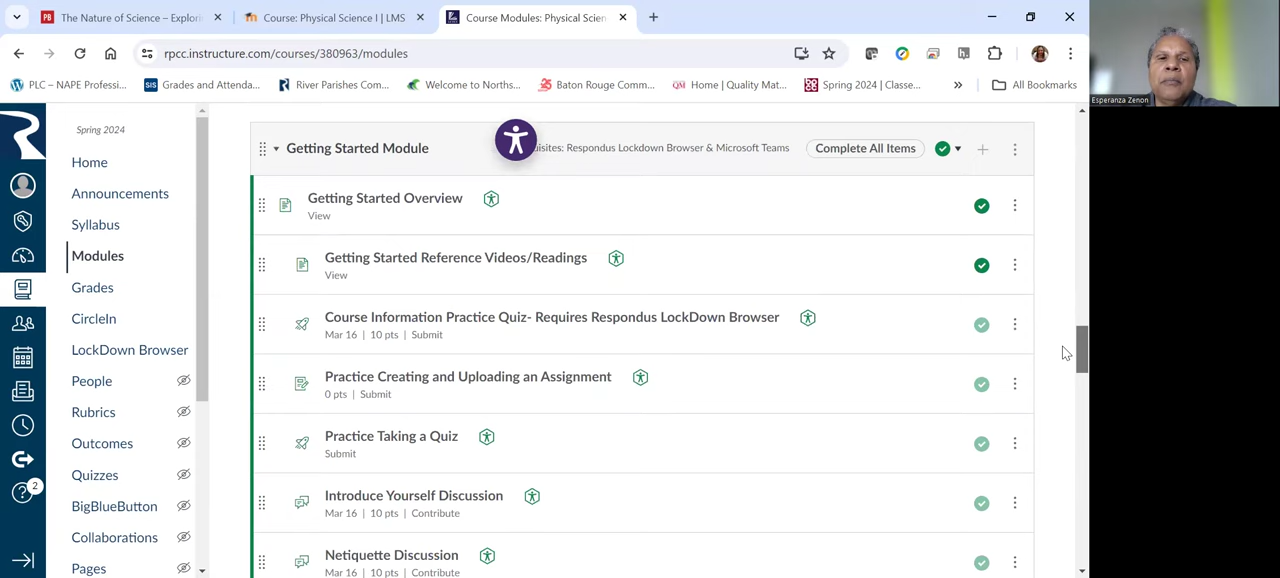 The Nature of Science – Explori
Course: Physical Science I | LMS
Course Modules: Physical Scien
rpcc.instructure.com/courses/380963/modules
PLC – NAPE Professi...
Grades and Attenda...
River Parishes Com...
Welcome to Norths...
Baton Rouge Comm...
QM Home | Quality Mat...
Spring 2024 | Classe...
»
All Bookmarks
Esperanza Zenon
Spring 2024
Home
Announcements
Syllabus
Modules
Grades
CircleIn
LockDown Browser
People
Rubrics
Outcomes
Quizzes
BigBlueButton
Collaborations
Pages
2
Getting Started Module
uisites: Respondus Lockdown Browser & Microsoft Teams
Complete All Items
Getting Started Overview
View
Getting Started Reference Videos/Readings
View
Course Information Practice Quiz- Requires Respondus LockDown Browser
Mar 16 | 10 pts | Submit
Practice Creating and Uploading an Assignment
0 pts | Submit
Practice Taking a Quiz
Submit
Introduce Yourself Discussion
Mar 16 | 10 pts | Contribute
Netiquette Discussion
Mar 16 | 10 pts | Contribute